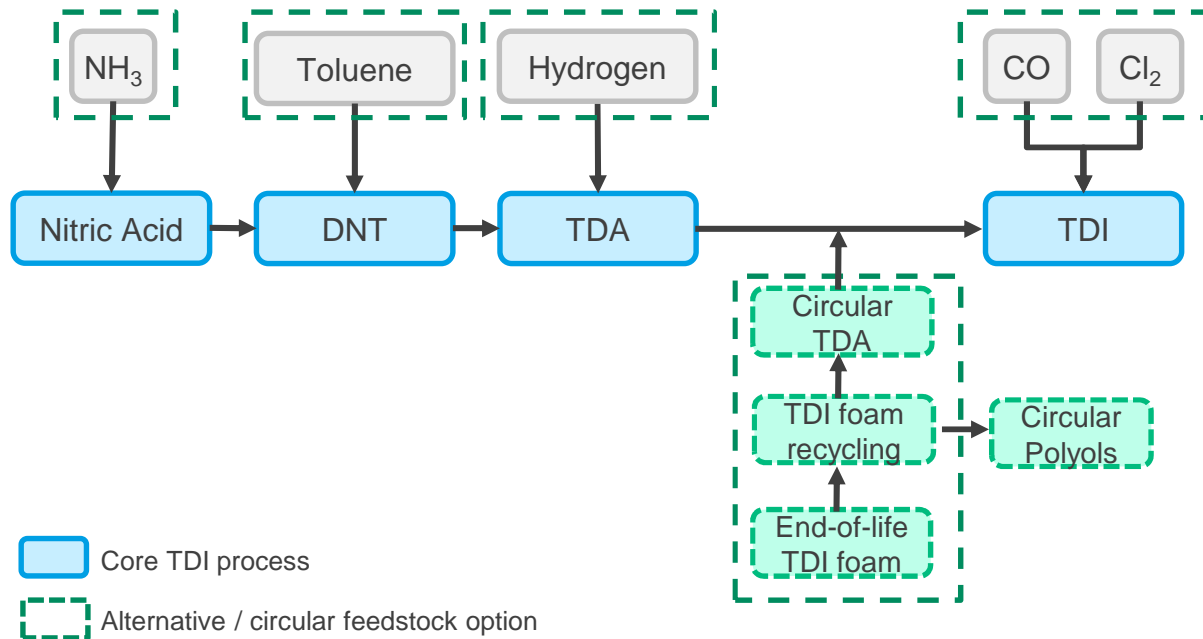 NH₃
Toluene
Hydrogen
CO
Cl₂
Nitric Acid
DNT
TDA
TDI
Circular
TDA
TDI foam
recycling
Circular
Polyols
End-of-life
TDI foam
Core TDI process
Alternative / circular feedstock option